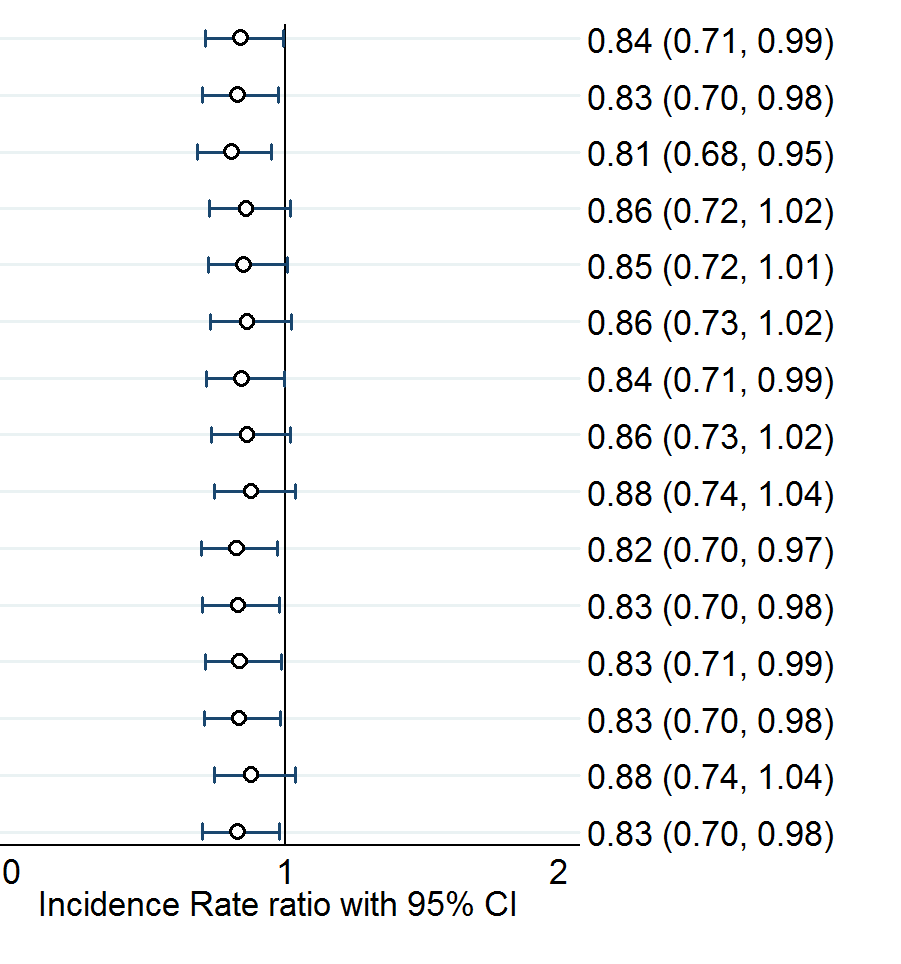 0.84 (0.71, 0.99)
0.83 (0.70, 0.98)
0.81 (0.68, 0.95)
0.86 (0.72, 1.02)
0.85 (0.72, 1.01)
0.86 (0.73, 1.02)
0.84 (0.71, 0.99)
0.86 (0.73, 1.02)
0.88 (0.74, 1.04)
0.82 (0.70, 0.97)
0.83 (0.70, 0.98)
0.83 (0.71, 0.99)
0.83 (0.70, 0.98)
0.88 (0.74, 1.04)
0.83 (0.70, 0.98)
0 1 2
Incidence Rate ratio with 95% CI